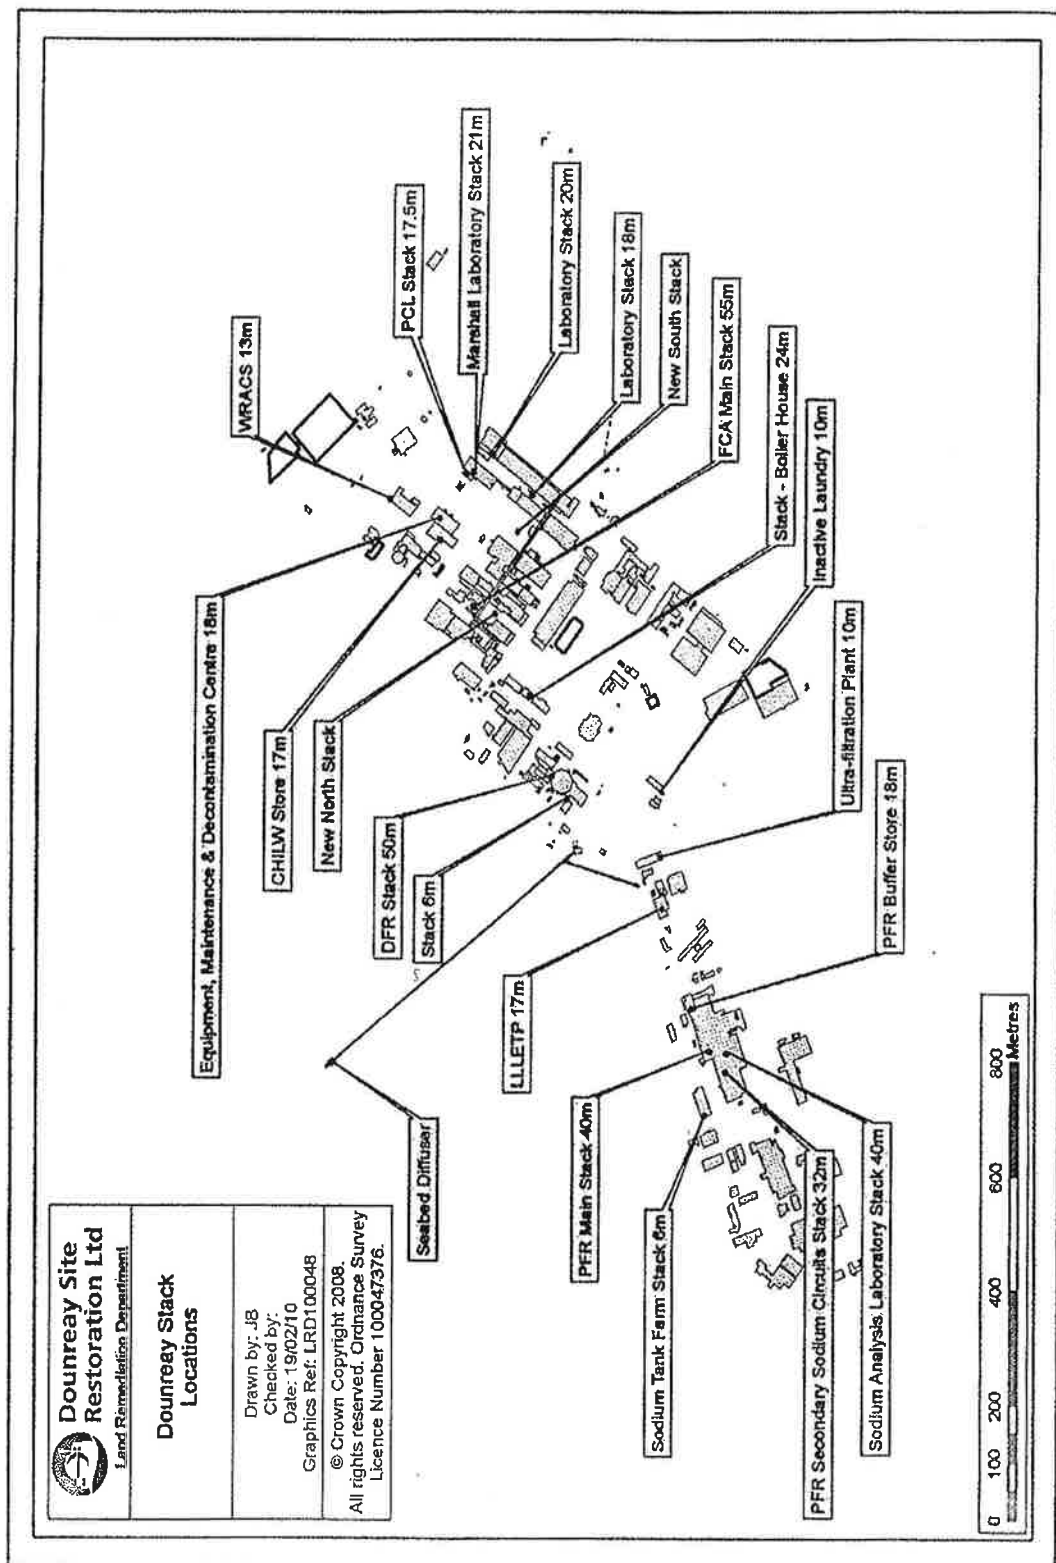 Dounreay Site
Restoration Ltd
Land Remediation Department
Dounreay Stack
Locations
Drawn by: JB
Checked by:
Date: 19/02/10
Graphics Ref: LRD100048
© Crown Copyright 2008.
All rights reserved. Ordnance Survey
Licence Number 100047376.
WRACS 13m
Equipment, Maintenance & Decontamination Centre 18m
CHILW Store 17m
New North Stack
DFR Stack 50m
Stack 6m
Seabed Diffuser
LLLETP 17m
PFR Main Stack 40m
Sodium Tank Farm Stack 6m
PFR Secondary Sodium Circuits Stack 32m
Sodium Analysis Laboratory Stack 40m
PCL Stack 17.5m
Marshall Laboratory Stack 21m
Laboratory Stack 20m
Laboratory Stack 18m
New South Stack
FCA Main Stack 55m
Stack - Boiler House 24m
Inactive Laundry 10m
Ultra-filtration Plant 10m
PFR Buffer Store 18m
0 100 200 400 600 800
Metres